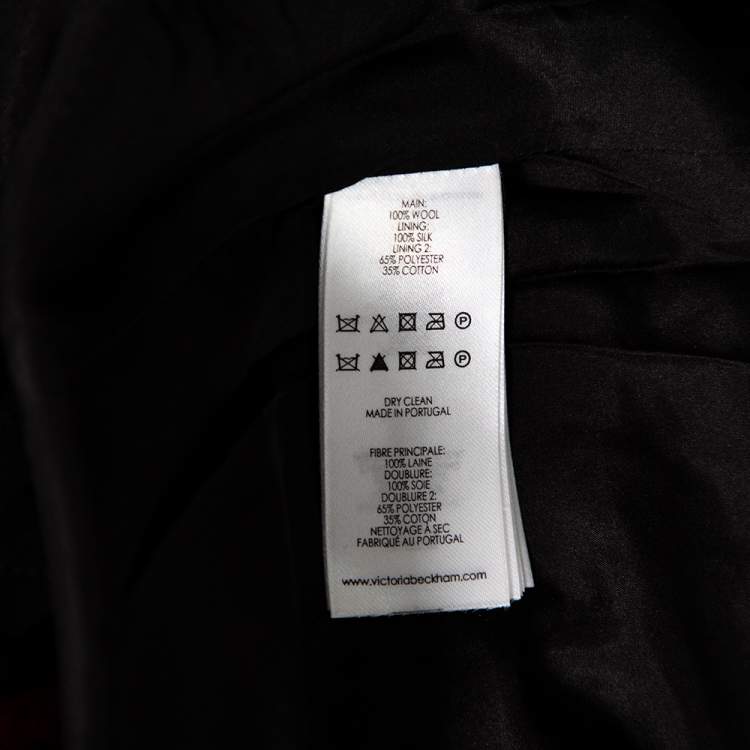 MAIN:
100% WOOL
LINING:
100% SILK
LINING 2:
65% POLYESTER
35% COTTON
P
P
DRY CLEAN
MADE IN PORTUGAL
FIBRE PRINCIPALE:
100% LAINE
DOUBLURE:
100% SOIE
DOUBLURE 2:
65% POLYESTER
35% COTON
NETTOYAGE À SEC
FABRIQUÉ AU PORTUGAL
www.victoriabeckham.com